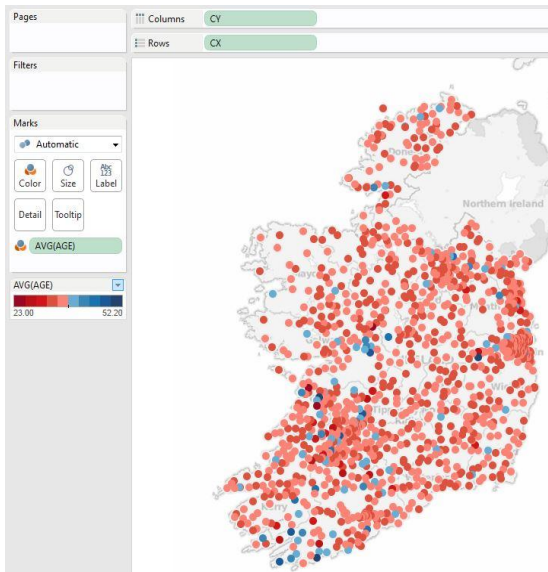 Pages
Columns
CY
Rows
CX
Filters
Marks
Automatic
Color
Size
Abc
123
Label
Detail
Tooltip
AVG(AGE)
AVG(AGE)
23.00
52.20
Northern Ireland